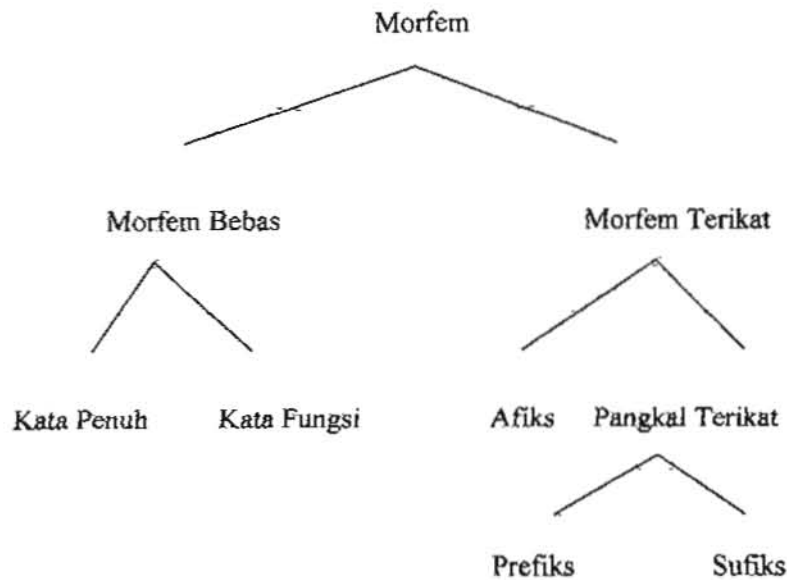 Morfem
Morfem Bebas Morfem Terikat
Kata Penuh Kata Fungsi Afiks Pangkal Terikat
Prefiks Sufiks